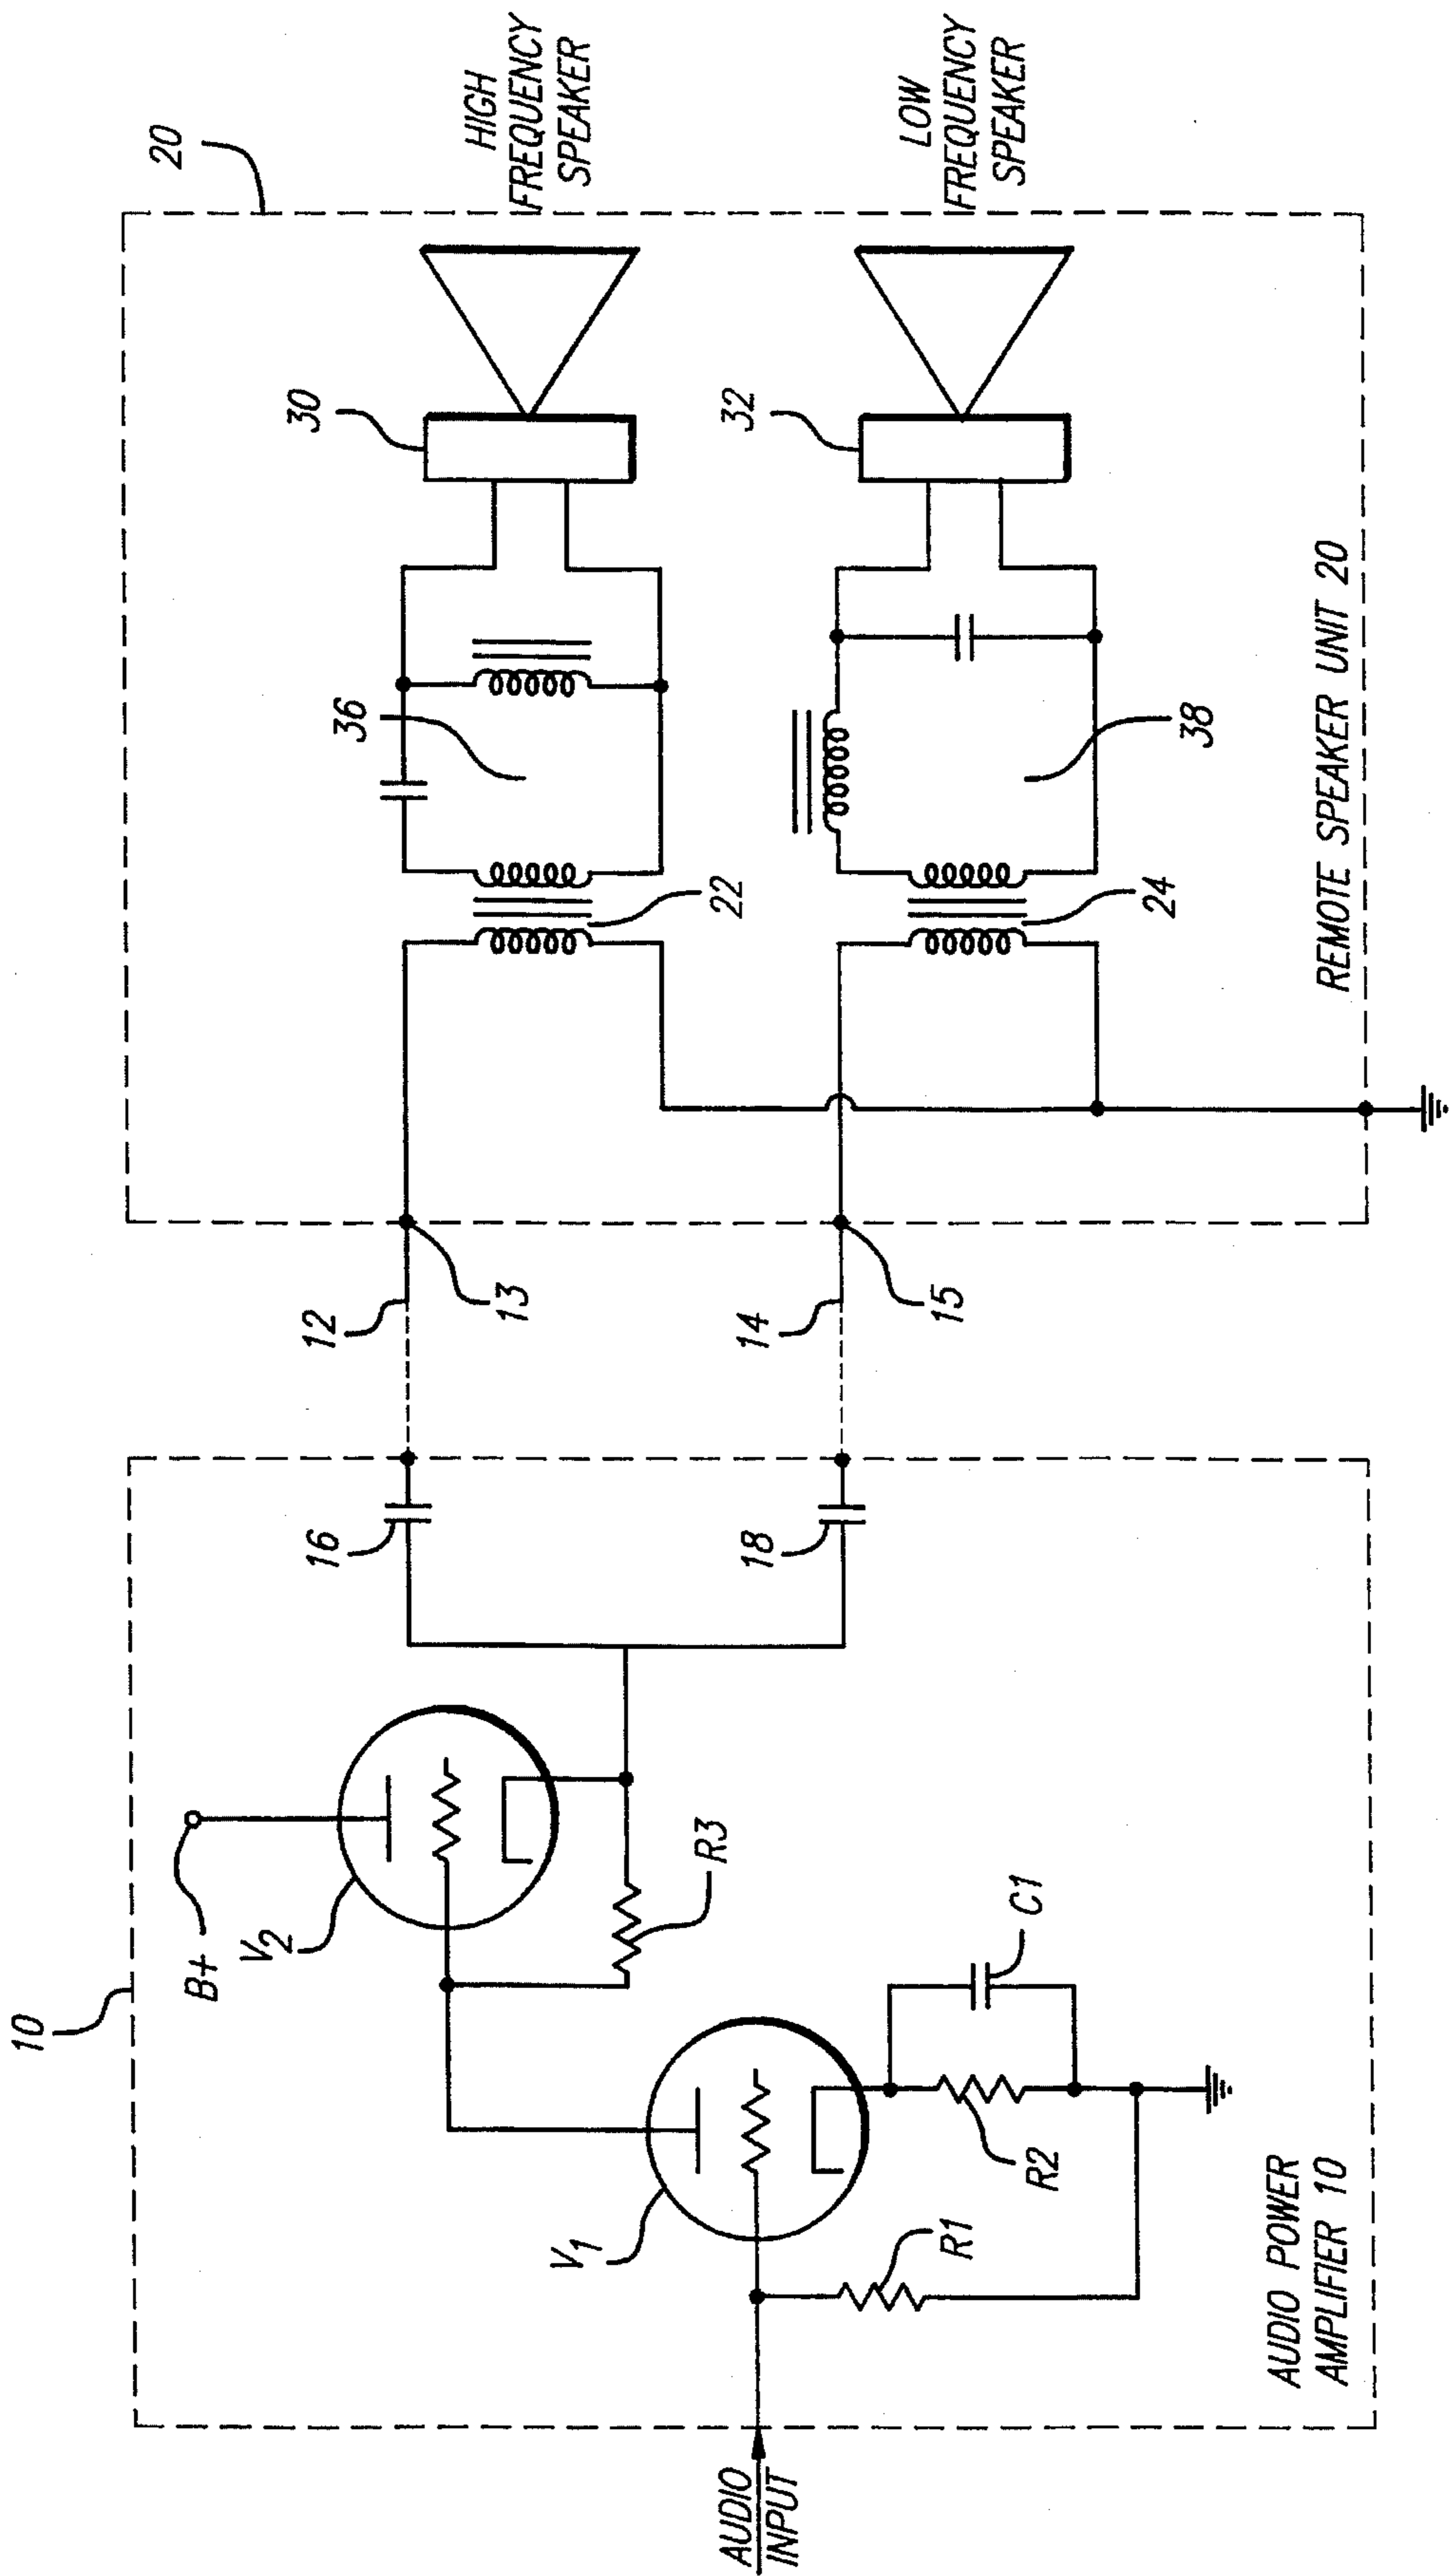 10
B+
V2
V1
R3
C1
R2
R1
AUDIO
INPUT
AUDIO POWER
AMPLIFIER 10
16
18
12
13
14
15
20
22
24
36
38
30
32
HIGH
FREQUENCY
SPEAKER
LOW
FREQUENCY
SPEAKER
REMOTE SPEAKER UNIT 20